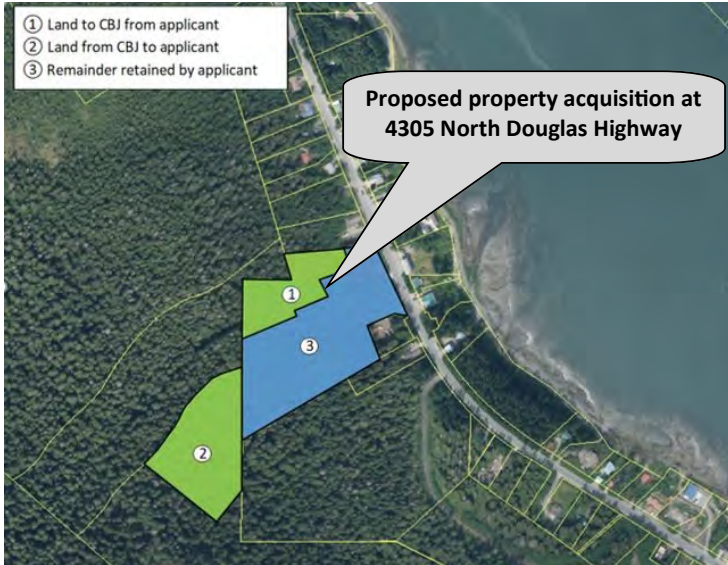 ① Land to CBJ from applicant
② Land from CBJ to applicant
③ Remainder retained by applicant
Proposed property acquisition at
4305 North Douglas Highway
①
③
②